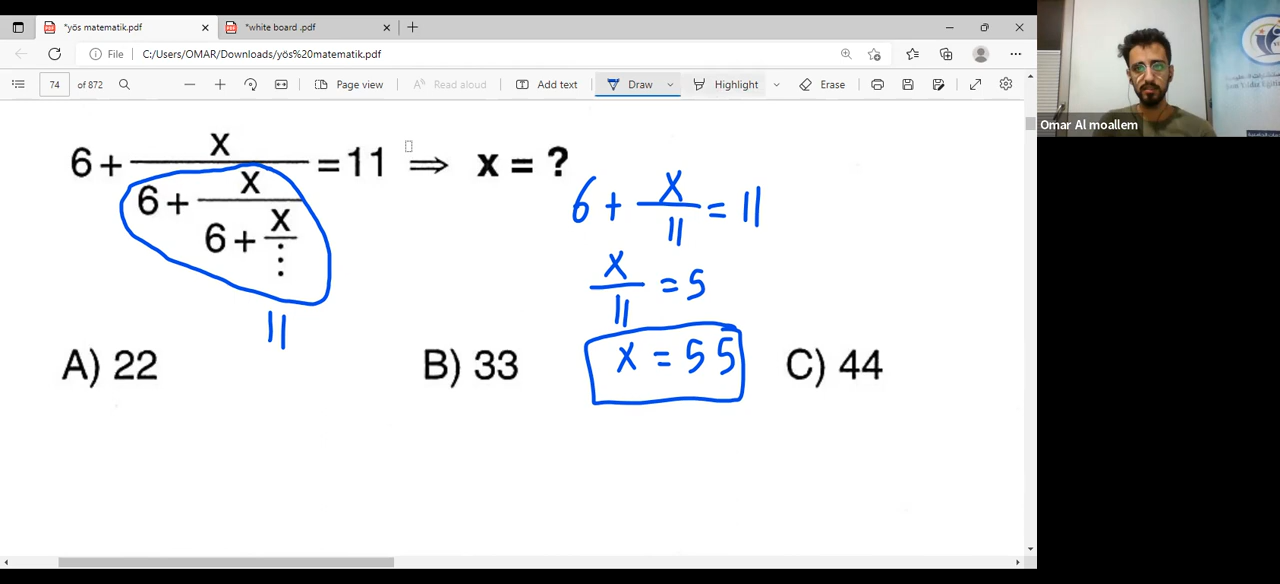 *yös matematik.pdf
*white board .pdf
File C:/Users/OMAR/Downloads/yös%20matematik.pdf
74 of 872 Page view Read aloud Add text Draw Highlight Erase
Omar Al moallem
6 + x / (6 + x / (6 + x / ⋮)) = 11 ⇒ x = ?
11
6 + x / 11 = 11
x / 11 = 5
x = 55
A) 22 B) 33 C) 44